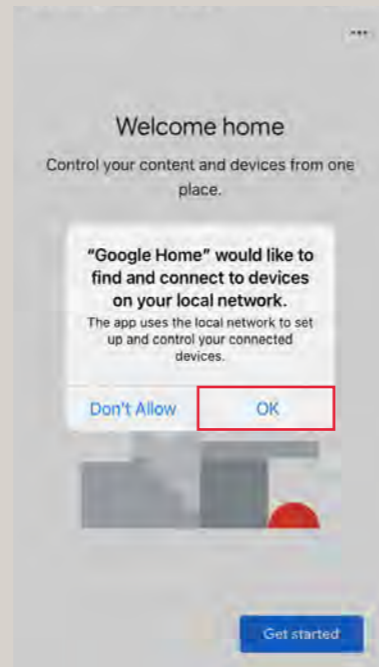 Welcome home
Control your content and devices from one
place.
"Google Home" would like to
find and connect to devices
on your local network.
The app uses the local network to set
up and control your connected
devices.
Don't Allow
OK
Get started